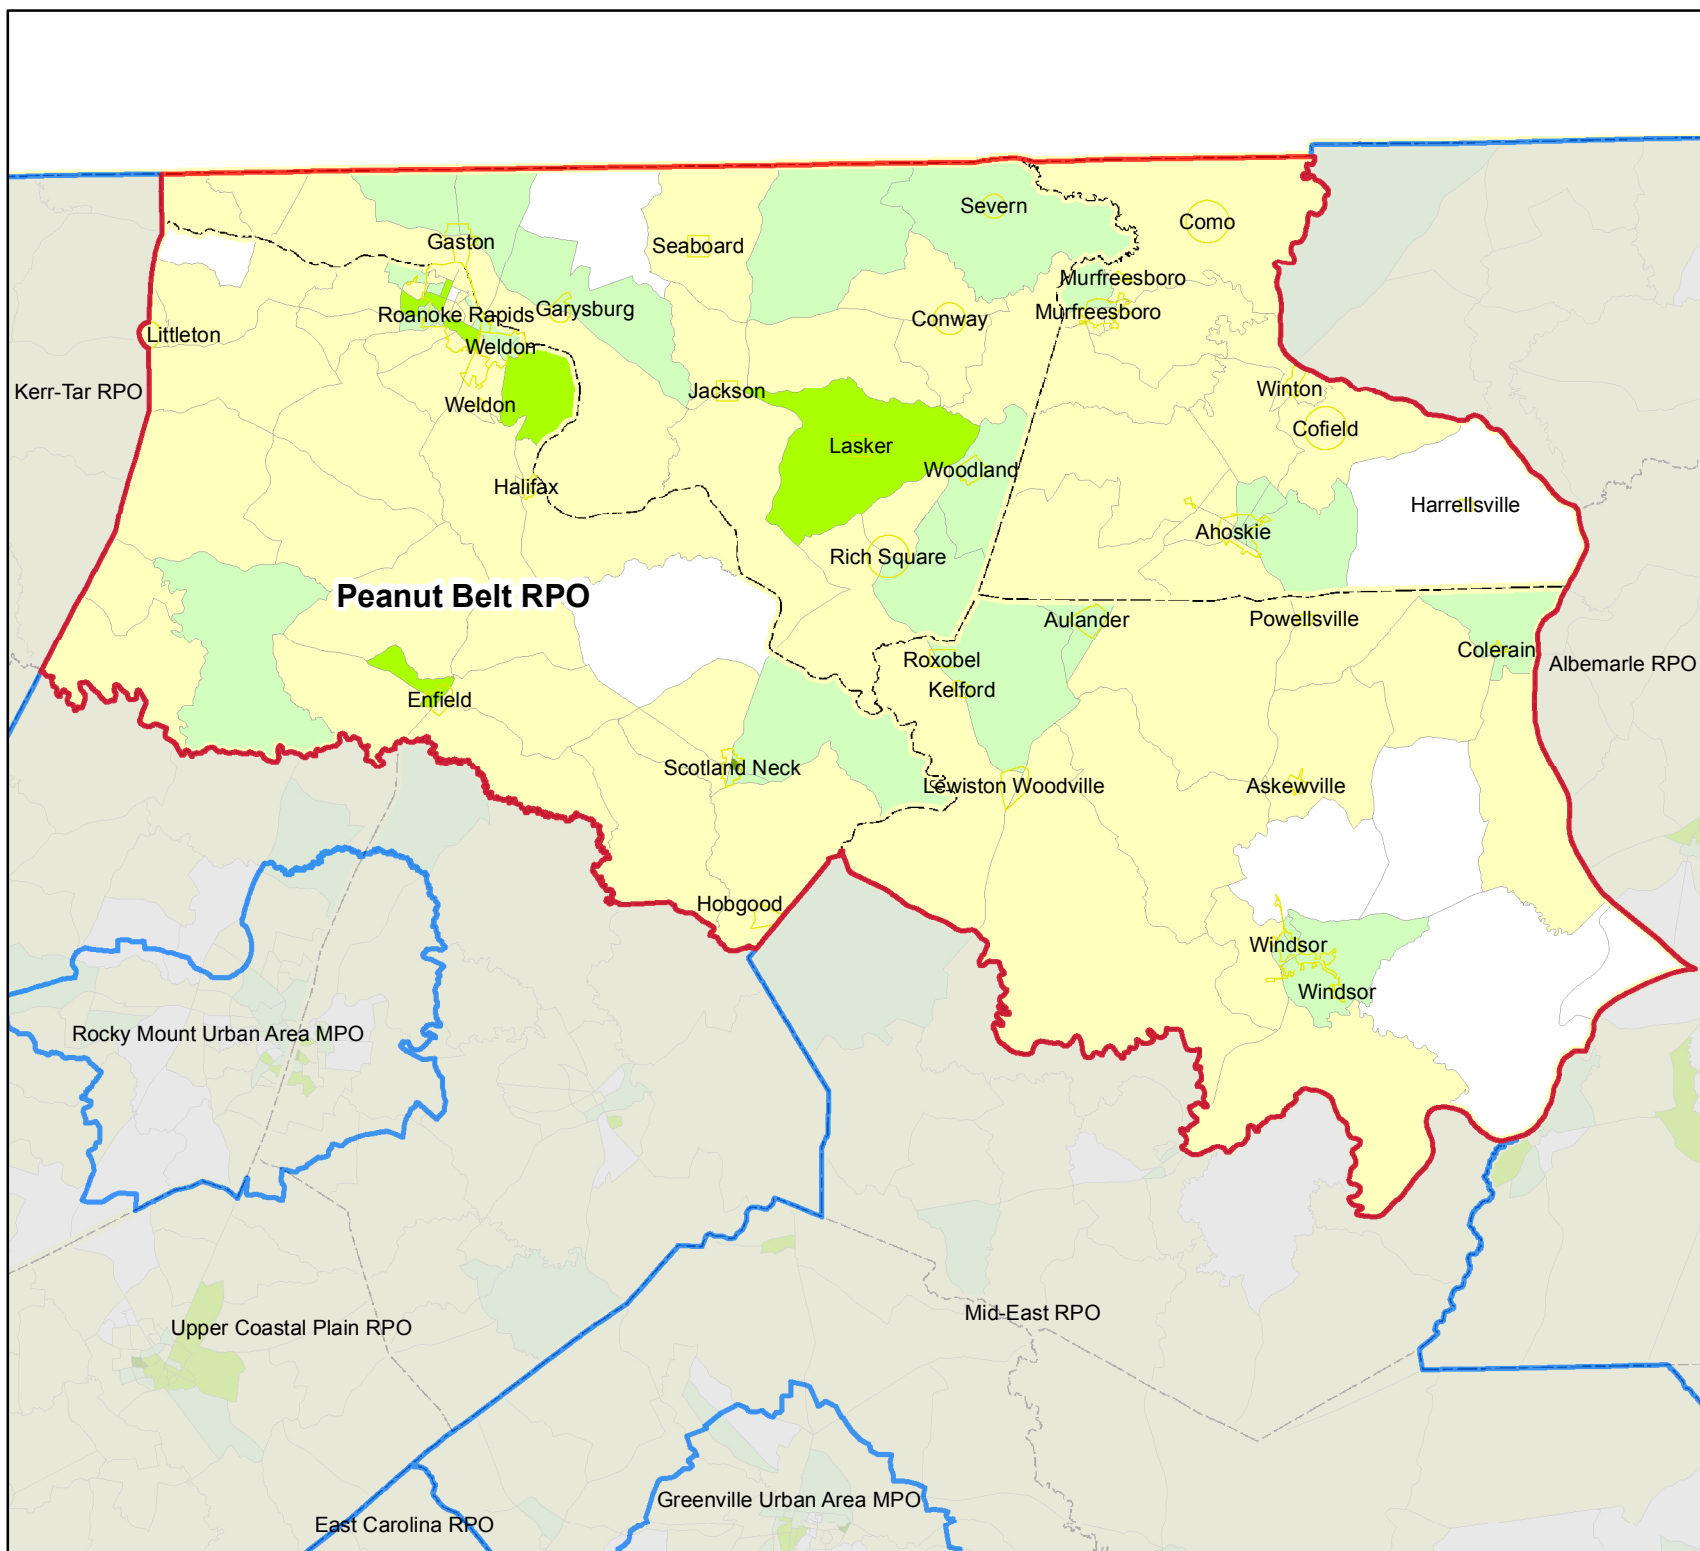 Severn
Como
Gaston
Seaboard
Murfreesboro
Roanoke Rapids
Garysburg
Conway
Murfreesboro
Littleton
Weldon
Kerr-Tar RPO
Jackson
Winton
Weldon
Cofield
Lasker
Woodland
Halifax
Harrellsville
Ahoskie
Rich Square
Peanut Belt RPO
Aulander
Powellsville
Colerain
Albemarle RPO
Roxobel
Kelford
Enfield
Scotland Neck
Lewiston Woodville
Askewville
Hobgood
Windsor
Windsor
Rocky Mount Urban Area MPO
Mid-East RPO
Upper Coastal Plain RPO
Greenville Urban Area MPO
East Carolina RPO